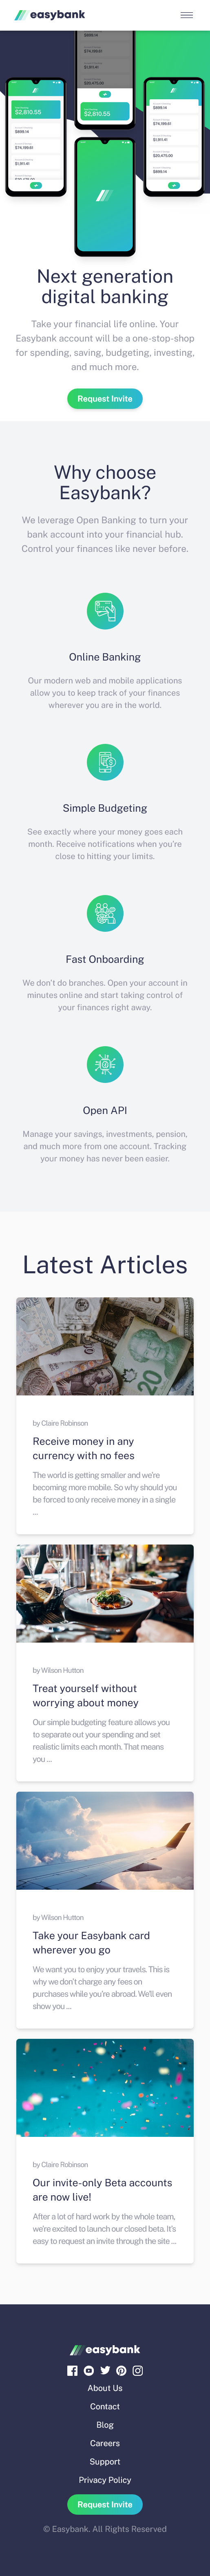 easybank
$2,810.55
$2,810.55
Next generation
digital banking
Take your financial life online. Your
Easybank account will be a one-stop-shop
for spending, saving, budgeting, investing,
and much more.
Request Invite
Why choose
Easybank?
We leverage Open Banking to turn your
bank account into your financial hub.
Control your finances like never before.
Online Banking
Our modern web and mobile applications
allow you to keep track of your finances
wherever you are in the world.
Simple Budgeting
See exactly where your money goes each
month. Receive notifications when you're
close to hitting your limits.
Fast Onboarding
We don't do branches. Open your account in
minutes online and start taking control of
your finances right away.
Open API
Manage your savings, investments, pension,
and much more from one account. Tracking
your money has never been easier.
Latest Articles
by Claire Robinson
Receive money in any
currency with no fees
The world is getting smaller and we're
becoming more mobile. So why should you
be forced to only receive money in a single
...
by Wilson Hutton
Treat yourself without
worrying about money
Our simple budgeting feature allows you
to separate out your spending and set
realistic limits each month. That means
you ...
by Wilson Hutton
Take your Easybank card
wherever you go
We want you to enjoy your travels. This is
why we don't charge any fees on
purchases while you're abroad. We'll even
show you ...
by Claire Robinson
Our invite-only Beta accounts
are now live!
After a lot of hard work by the whole team,
we're excited to launch our closed beta. It's
easy to request an invite through the site ...
easybank
About Us
Contact
Blog
Careers
Support
Privacy Policy
Request Invite
© Easybank. All Rights Reserved